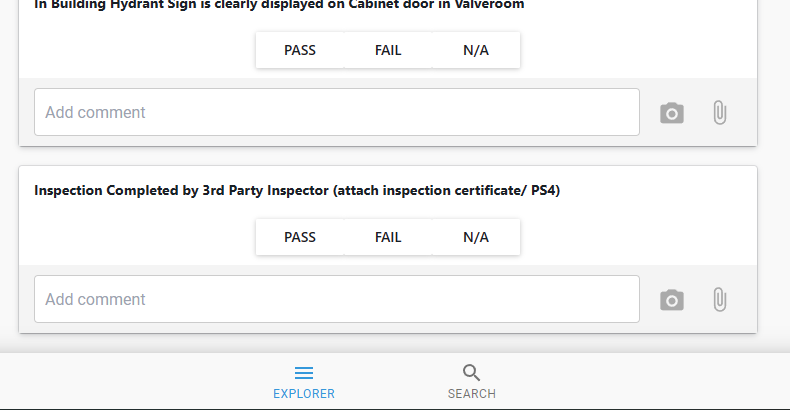 In Building Hydrant Sign is clearly displayed on Cabinet door in Valveroom
PASS FAIL N/A
Add comment
Inspection Completed by 3rd Party Inspector (attach inspection certificate/ PS4)
PASS FAIL N/A
Add comment
EXPLORER SEARCH